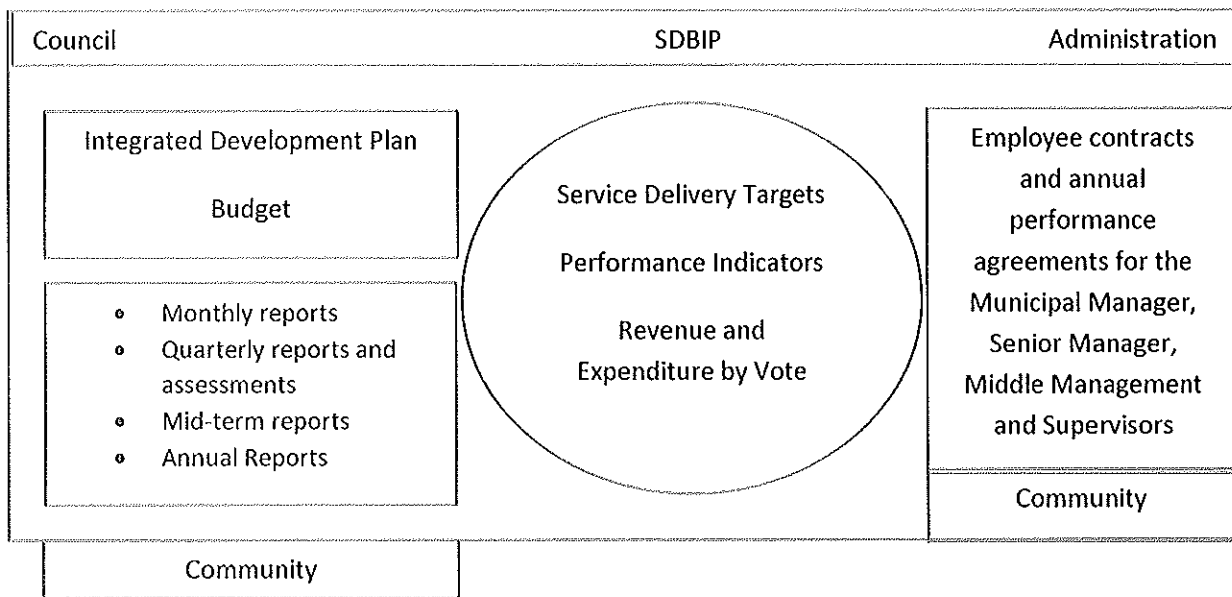 Council SDBIP Administration
Integrated Development Plan
Budget
• Monthly reports
• Quarterly reports and
assessments
• Mid-term reports
• Annual Reports
Community
Service Delivery Targets
Performance Indicators
Revenue and
Expenditure by Vote
Employee contracts
and annual
performance
agreements for the
Municipal Manager,
Senior Manager,
Middle Management
and Supervisors
Community